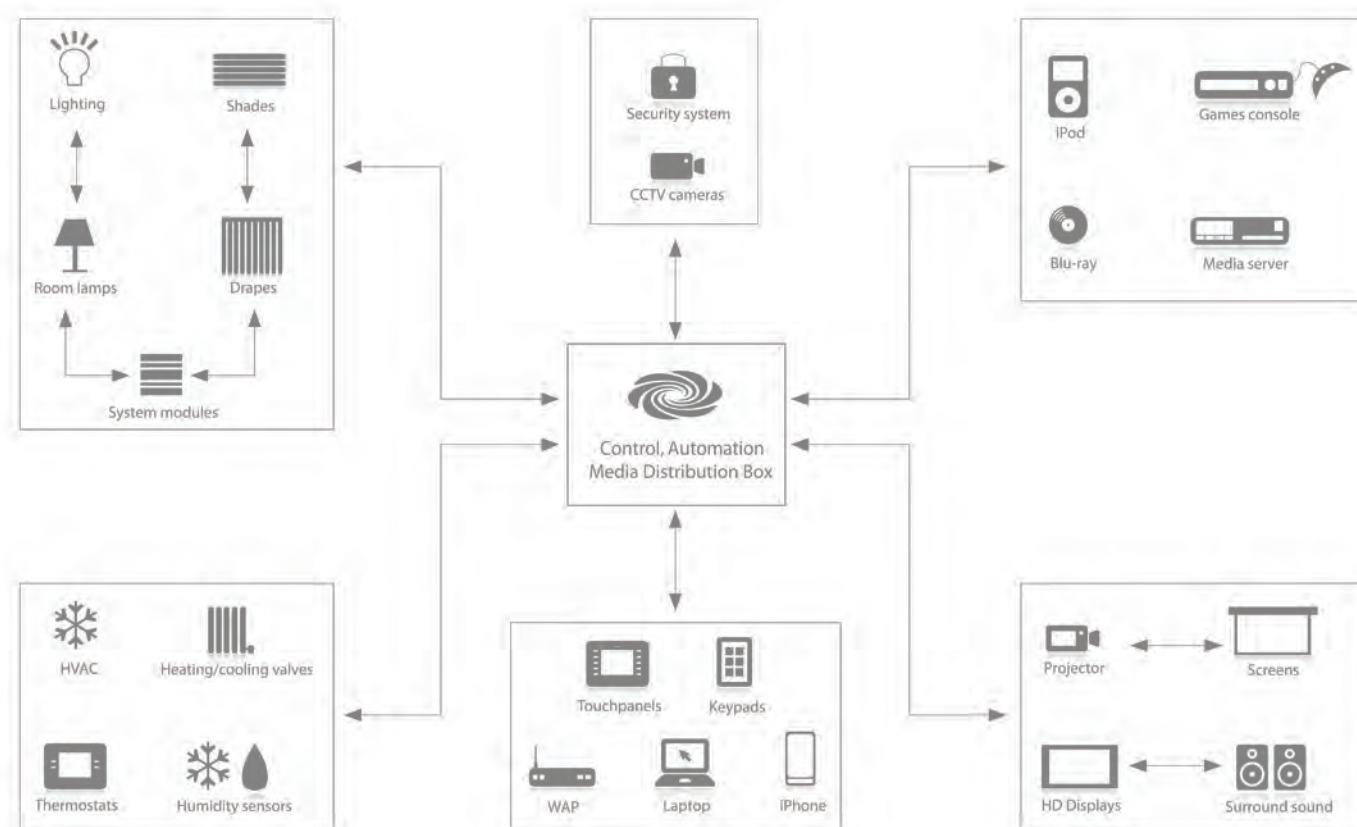 Lighting
Shades
Room lamps
Drapes
System modules
Security system
CCTV cameras
iPod
Games console
Blu-ray
Media server
Control, Automation
Media Distribution Box
HVAC
Heating/cooling valves
Thermostats
Humidity sensors
Touchpanels
Keypads
WAP
Laptop
iPhone
Projector
Screens
HD Displays
Surround sound